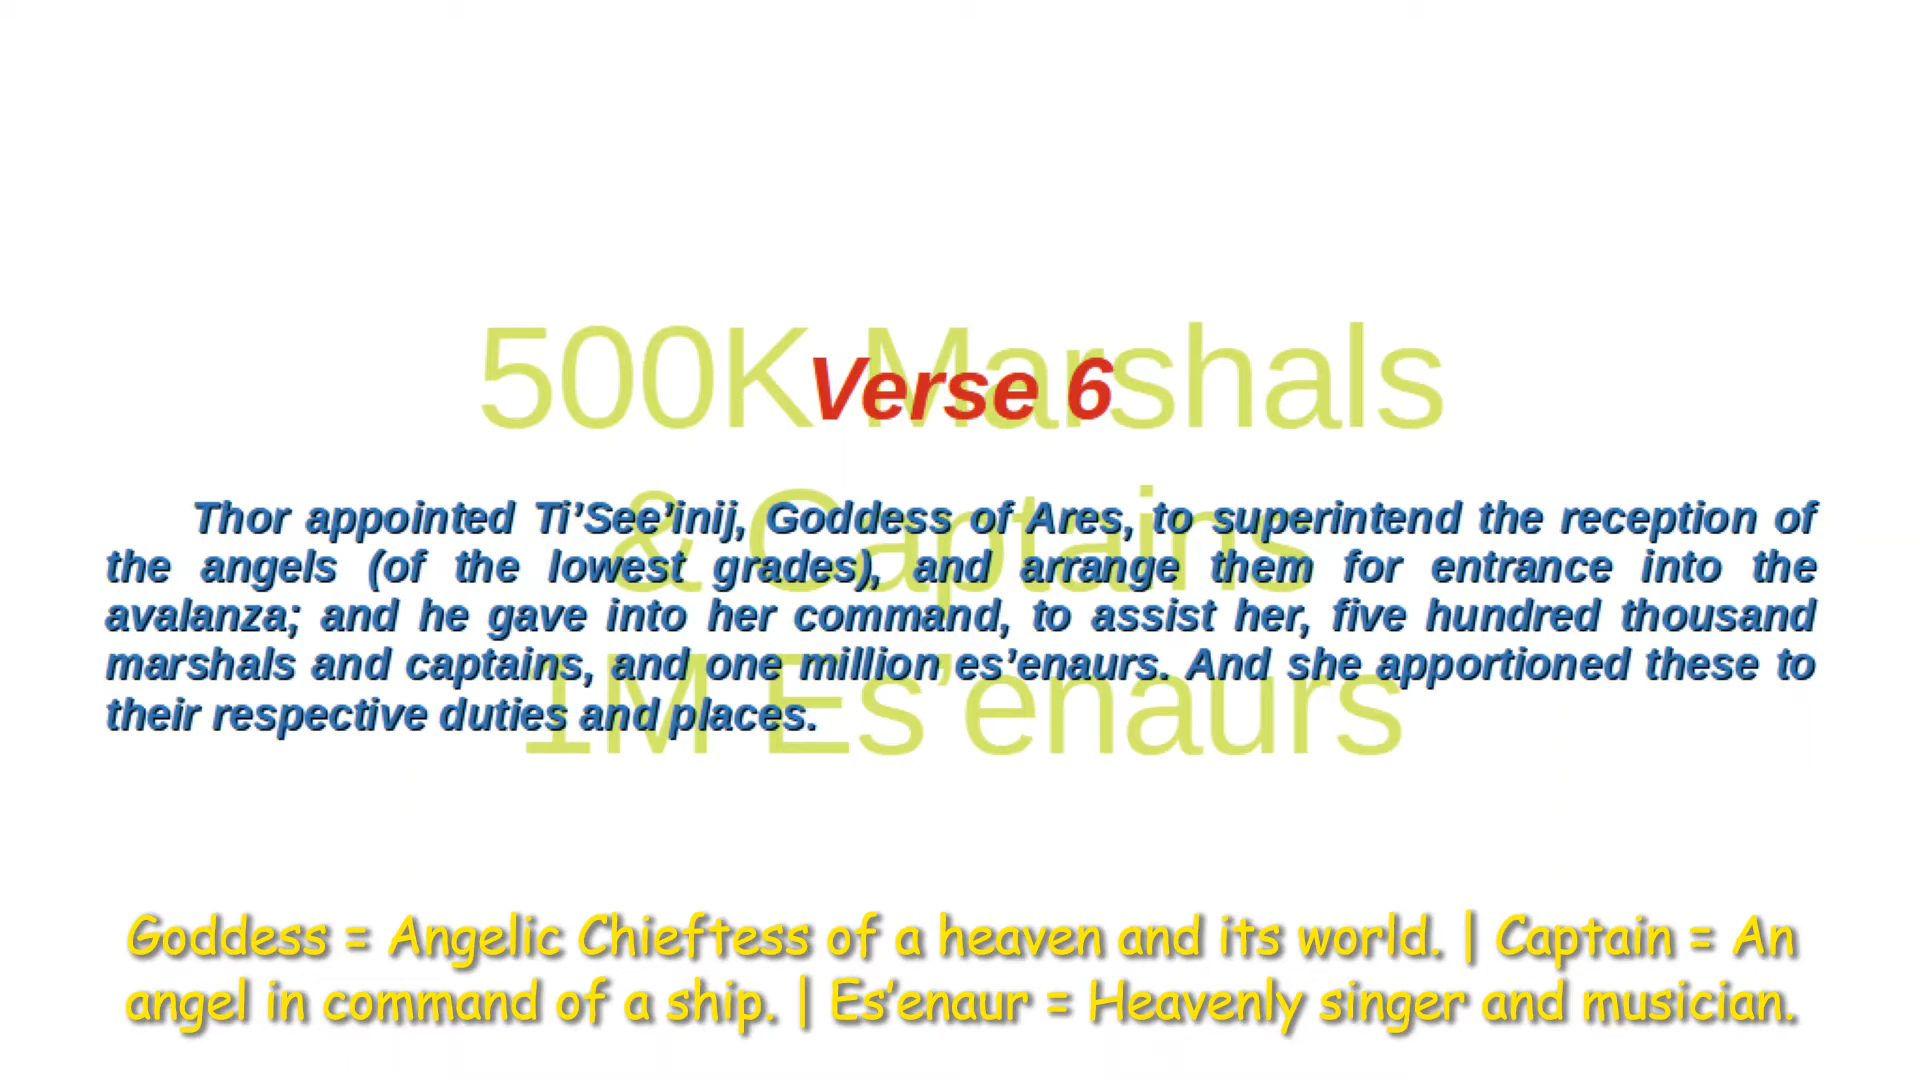 500K Marshals
Verse 6
& Captains
Thor appointed Ti’See’inij, Goddess of Ares, to superintend the reception of
the angels (of the lowest grades), and arrange them for entrance into the
avalanza; and he gave into her command, to assist her, five hundred thousand
marshals and captains, and one million es’enaurs. And she apportioned these to
their respective duties and places.
1M Es’enaurs
Goddess = Angelic Chieftess of a heaven and its world. | Captain = An
angel in command of a ship. | Es’enaur = Heavenly singer and musician.